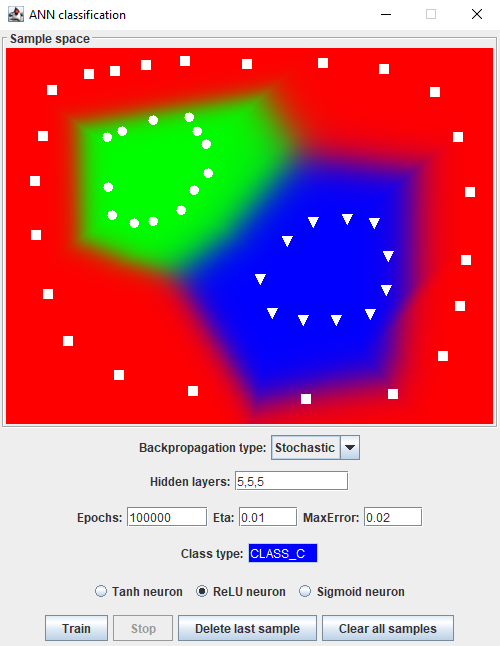 ANN classification
Sample space
Backpropagation type: Stochastic
Hidden layers: 5,5,5
Epochs: 100000 Eta: 0.01 MaxError: 0.02
Class type: CLASS_C
Tanh neuron ReLU neuron Sigmoid neuron
Train Stop Delete last sample Clear all samples